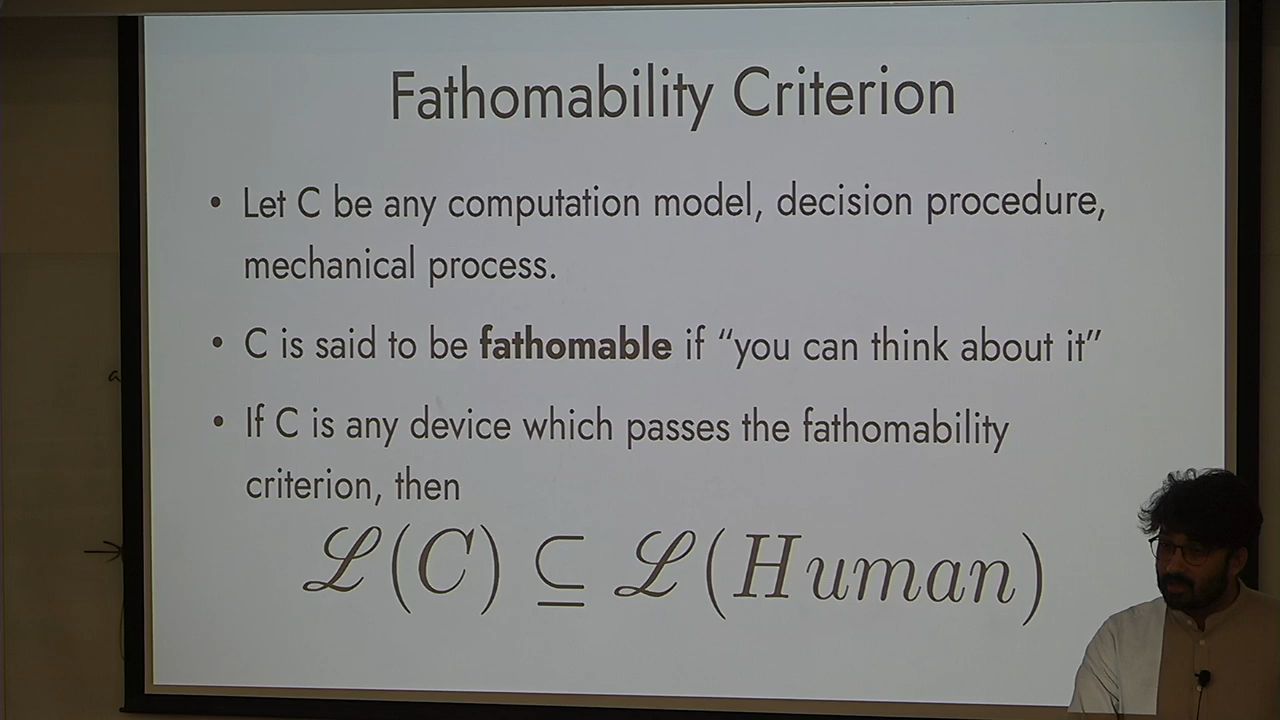 Fathomability Criterion
• Let C be any computation model, decision procedure,
mechanical process.
• C is said to be fathomable if “you can think about it”
• If C is any device which passes the fathomability
criterion, then
ℒ(C) ⊆ ℒ(Human)